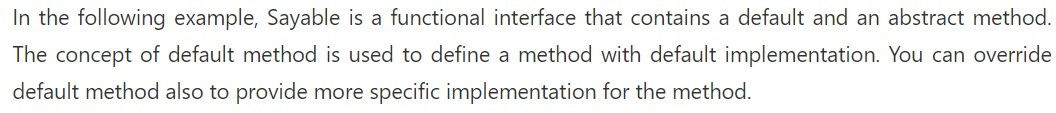 In the following example, Sayable is a functional interface that contains a default and an abstract method.
The concept of default method is used to define a method with default implementation. You can override
default method also to provide more specific implementation for the method.